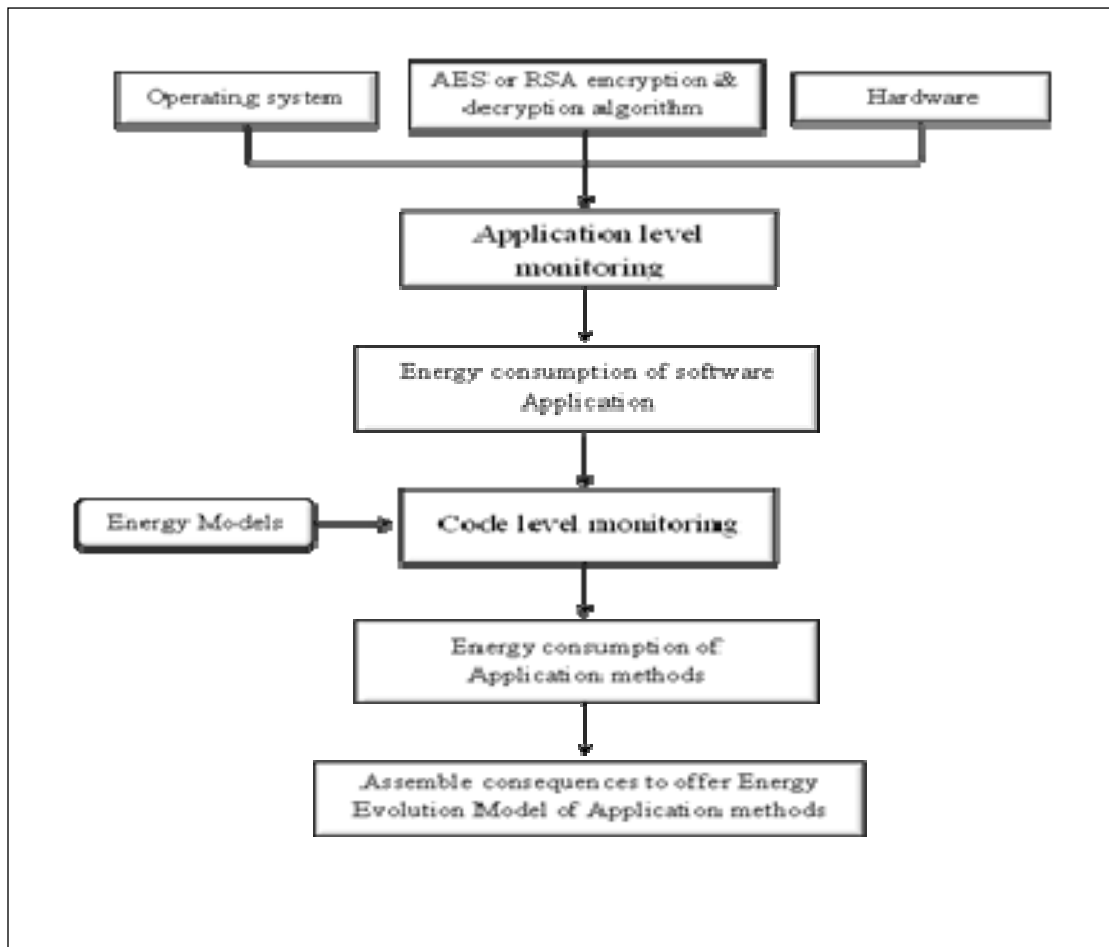 Operating system
AES or RSA encryption &
decryption algorithm
Hardware
Application level
monitoring
Energy consumption of software
Application
Energy Models
Code level monitoring
Energy consumption of
Application methods
Assemble consequences to offer Energy
Evolution Model of Application methods